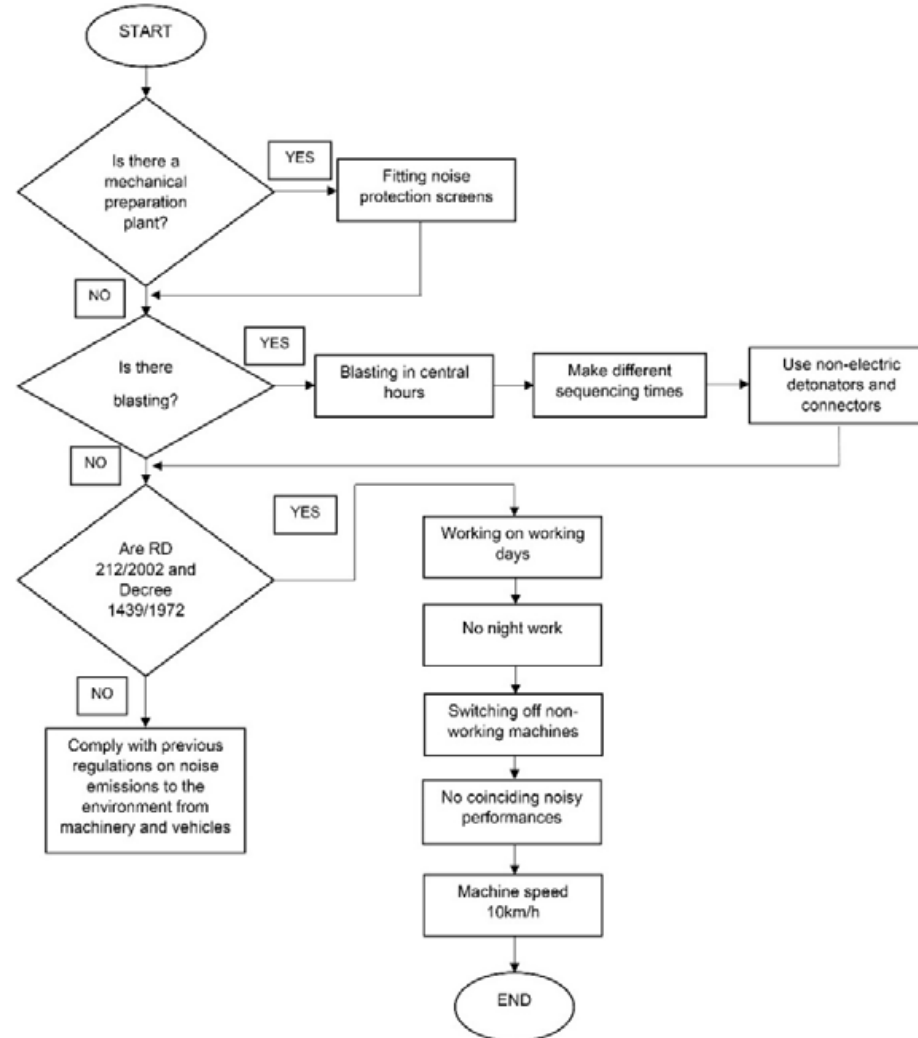 START
Is there a
mechanical
preparation
plant?
YES
Fitting noise
protection screens
NO
Is there
blasting?
YES
Blasting in central
hours
Make different
sequencing times
Use non-electric
detonators and
connectors
NO
Are RD
212/2002 and
Decree
1439/1972
YES
Working on working
days
No night work
Switching off non-
working machines
No coinciding noisy
performances
Machine speed
10km/h
END
NO
Comply with previous
regulations on noise
emissions to the
environment from
machinery and vehicles